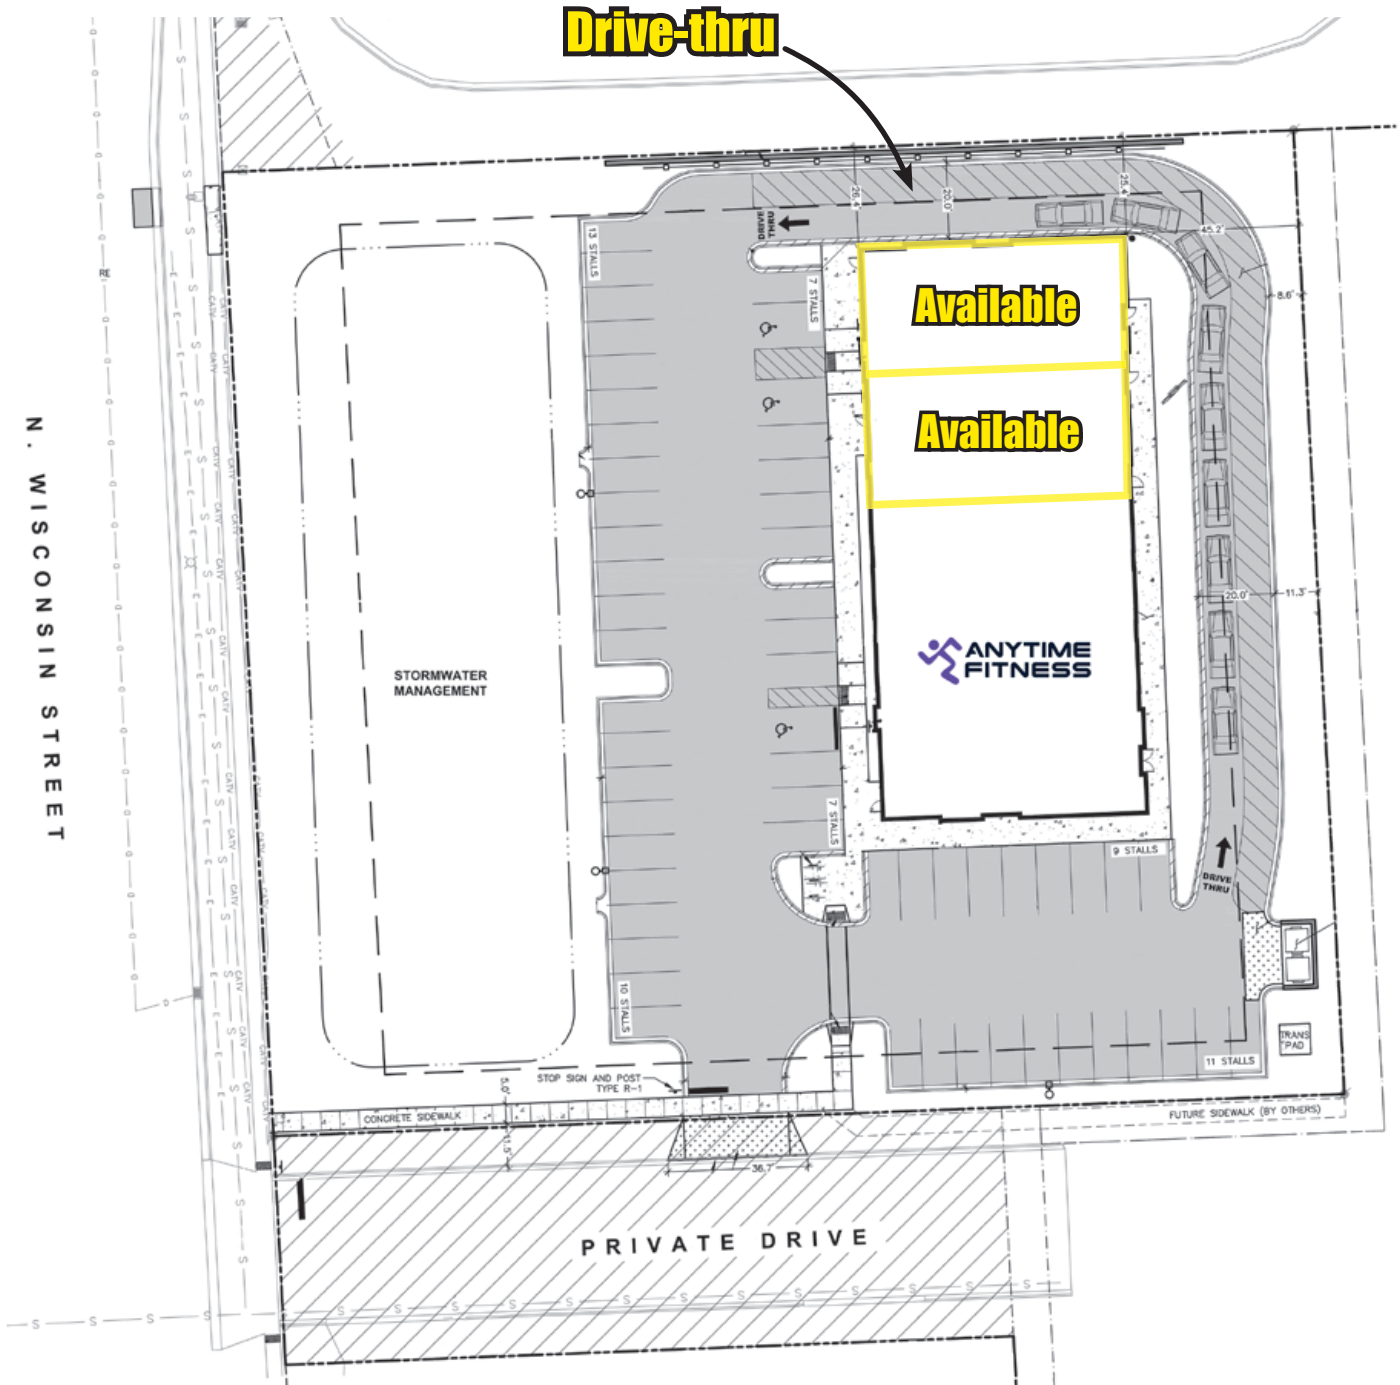 Drive-thru
26.4'
20.0'
25.4'
45.2'
DRIVE
THRU
13 STALLS
7 STALLS
Available
8.6'
RE
Available
N. WISCONSIN STREET
20.0'
11.3'
ANYTIME
FITNESS
STORMWATER
MANAGEMENT
7 STALLS
9 STALLS
DRIVE
THRU
10 STALLS
TRANS
PAD
11 STALLS
STOP SIGN AND POST
TYPE R-1
5.0'
CONCRETE SIDEWALK
FUTURE SIDEWALK (BY OTHERS)
11.5'
36.7'
PRIVATE DRIVE